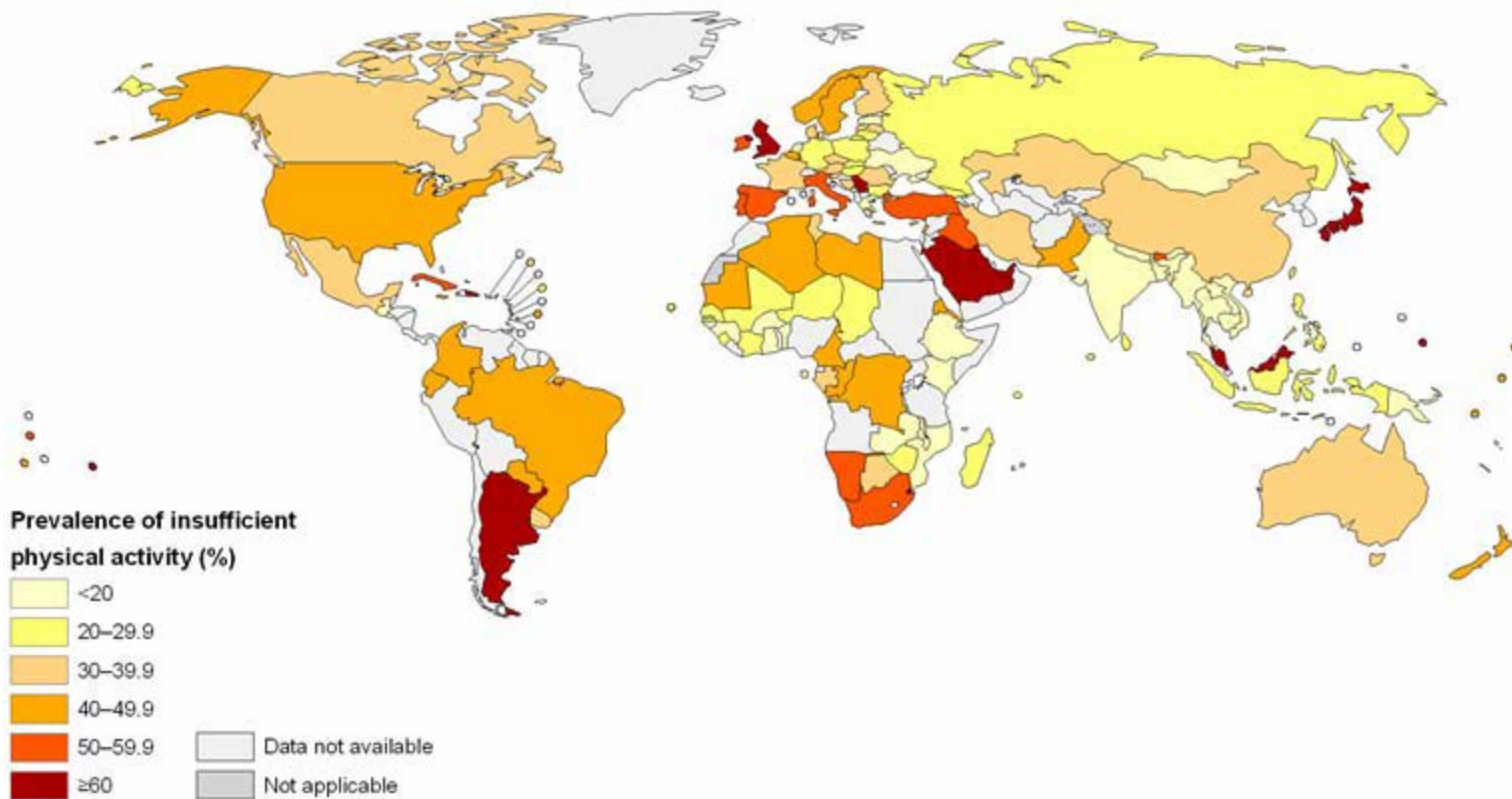 Prevalence of insufficient
physical activity (%)
<20
20–29.9
30–39.9
40–49.9
50–59.9
≥60
Data not available
Not applicable